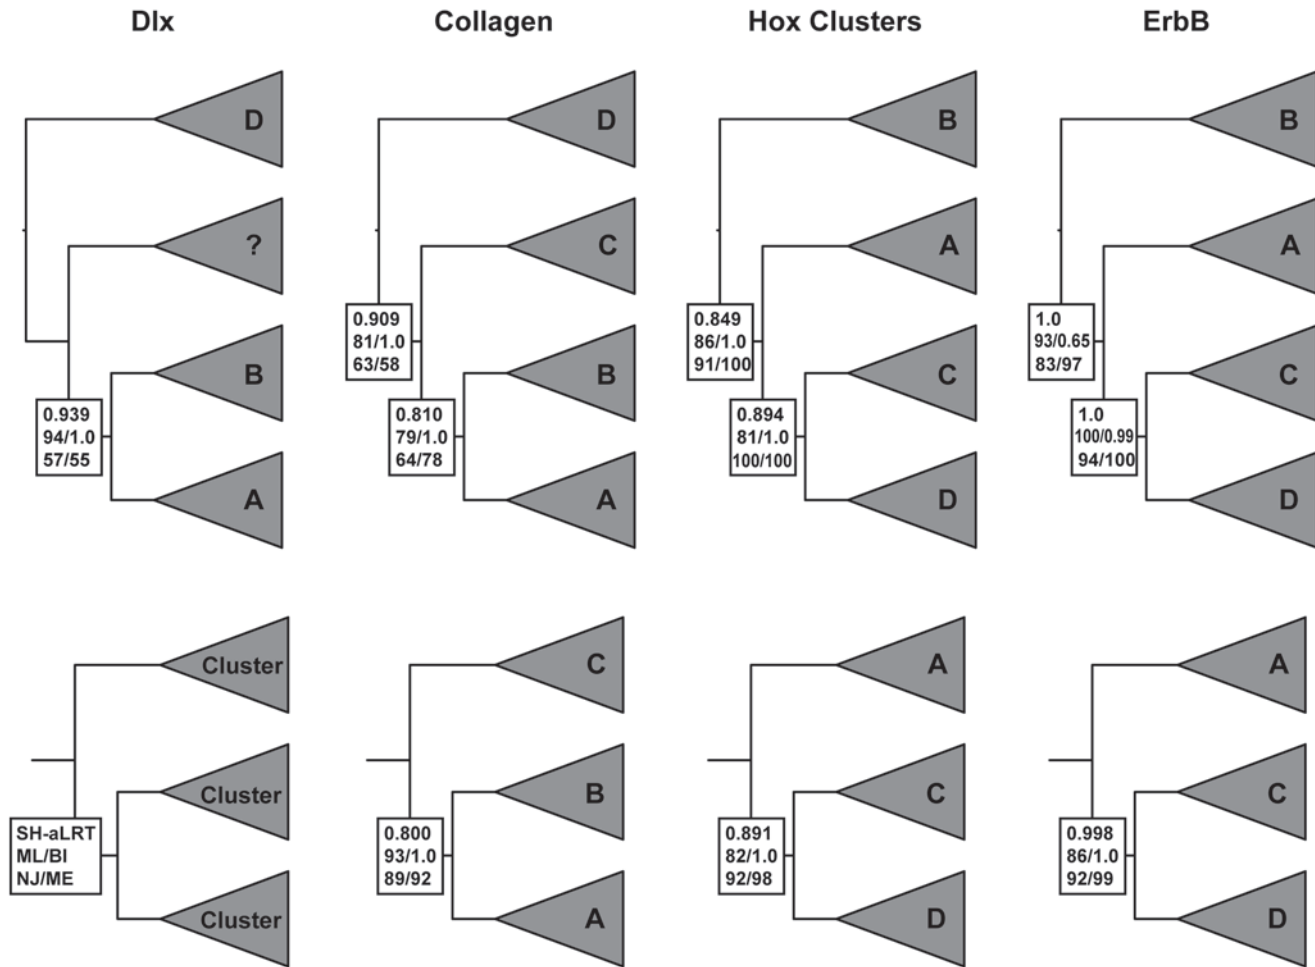 Dlx
Collagen
Hox Clusters
ErbB
D
?
B
A
0.939
94/1.0
57/55
D
C
B
A
0.909
81/1.0
63/58
0.810
79/1.0
64/78
B
A
C
D
0.849
86/1.0
91/100
0.894
81/1.0
100/100
B
A
C
D
1.0
93/0.65
83/97
1.0
100/0.99
94/100
Cluster
Cluster
Cluster
SH-aLRT
ML/BI
NJ/ME
C
B
A
0.800
93/1.0
89/92
A
C
D
0.891
82/1.0
92/98
A
C
D
0.998
86/1.0
92/99